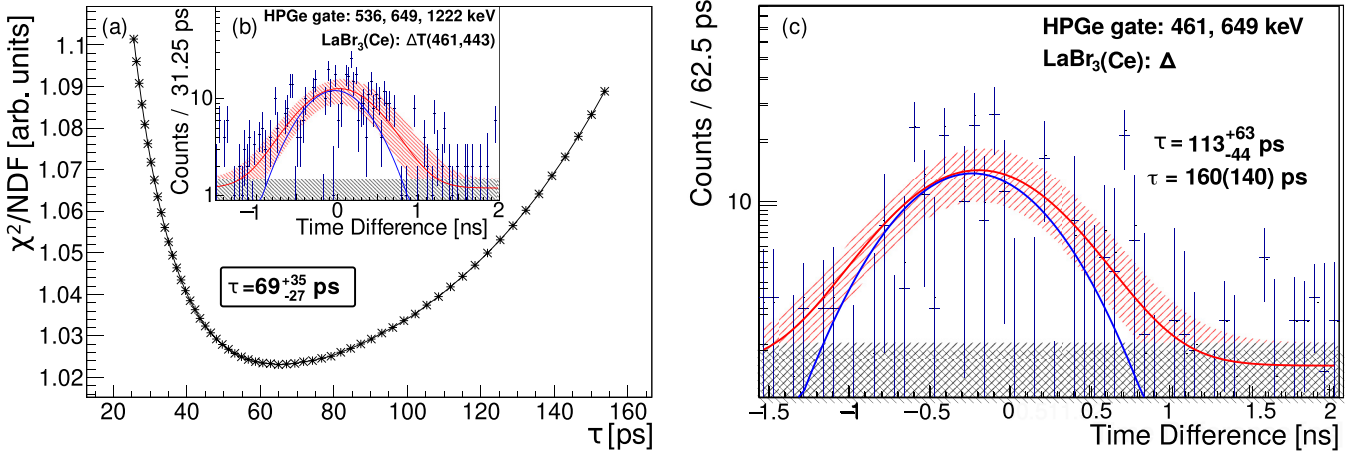 (a)
χ²/NDF [arb. units]
1.1
1.09
1.08
1.07
1.06
1.05
1.04
1.03
1.02
20 40 60 80 100 120 140 160
τ [ps]
τ =69 +35 -27 ps
(b)
HPGe gate: 536, 649, 1222 keV
LaBr₃(Ce): ΔT(461,443)
Counts / 31.25 ps
10
1
−1 0 1 2
Time Difference [ns]
(c)
HPGe gate: 461, 649 keV
LaBr₃(Ce): Δ
Counts / 62.5 ps
10
τ = 113 +63 -44 ps
τ = 160(140) ps
−1.5 −1 −0.5 0 0.5 1 1.5 2
Time Difference [ns]